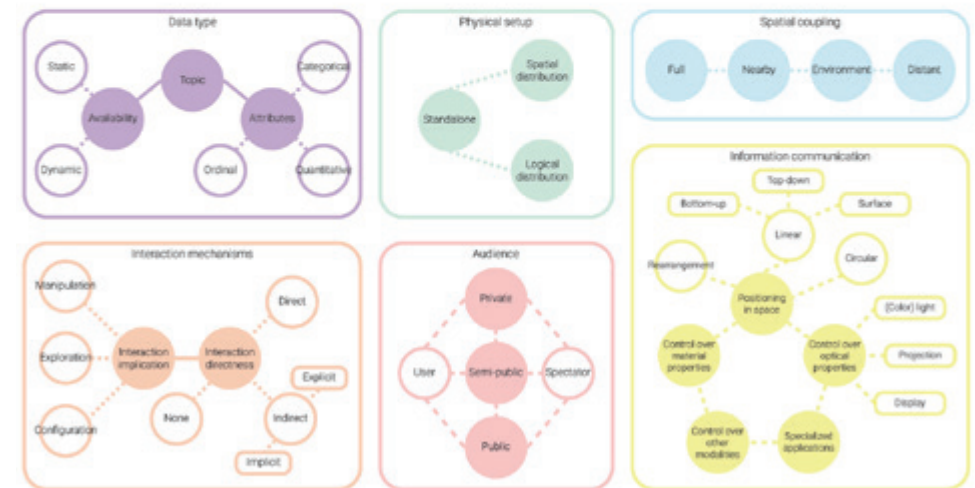 Data type
Static
Topic
Categorical
Availability
Attributes
Dynamic
Ordinal
Quantitative
Physical setup
Spatial
distribution
Standalone
Logical
distribution
Spatial coupling
Full
Nearby
Environment
Distant
Interaction mechanisms
Manipulation
Direct
Exploration
Interaction
implication
Interaction
directness
Explicit
Configuration
None
Indirect
Implicit
Audience
Private
User
Semi-public
Spectator
Public
Information communication
Top-down
Bottom-up
Surface
Linear
Rearrangement
Circular
Positioning
in space
(Color) light
Control over
material
properties
Control over
optical
properties
Projection
Display
Control over
other
modalities
Specialized
applications